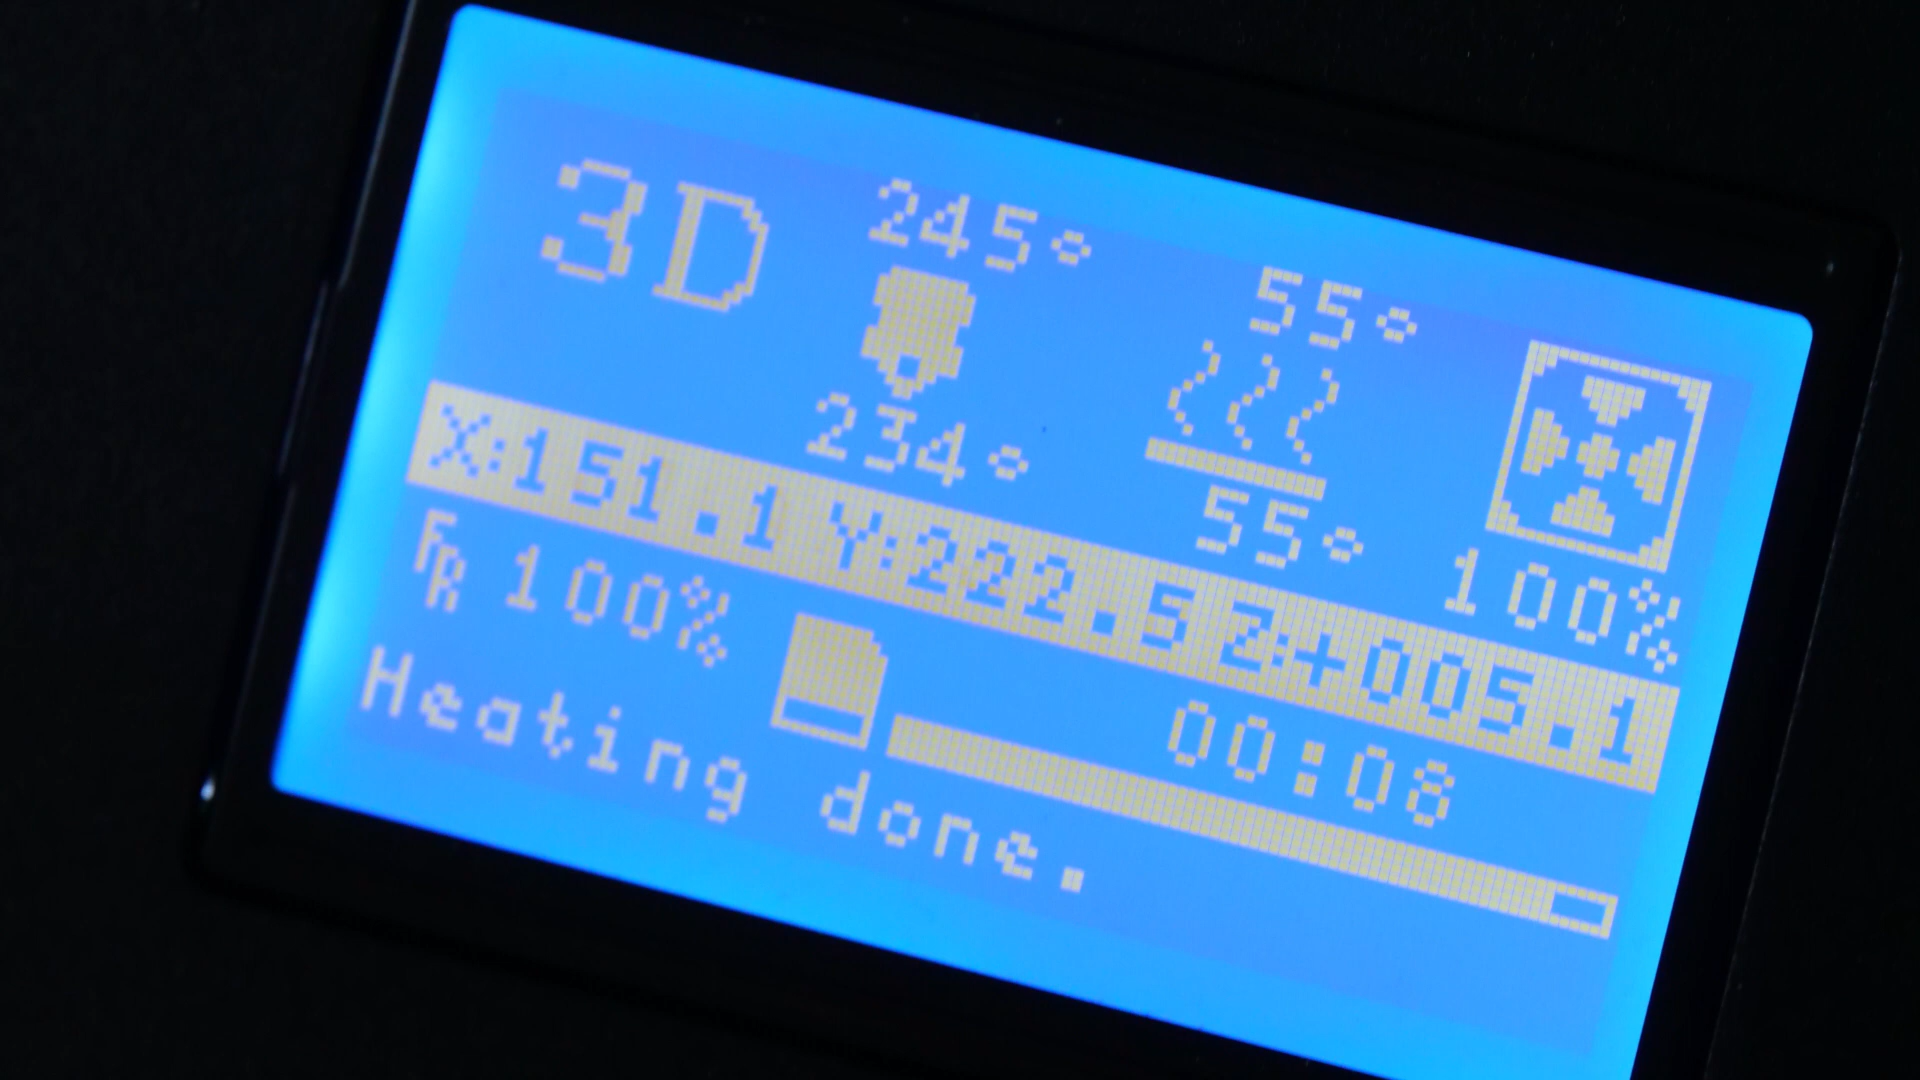 3D 245° 55°
234° 55° 100%
X:151.1 Y:222.5 Z:+005.1
FR 100% 00:08
Heating done.